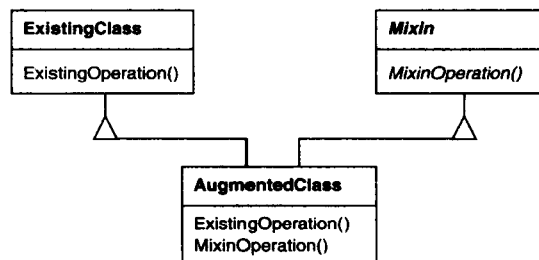 ExistingClass
ExistingOperation()
Mixin
MixinOperation()
AugmentedClass
ExistingOperation()
MixinOperation()